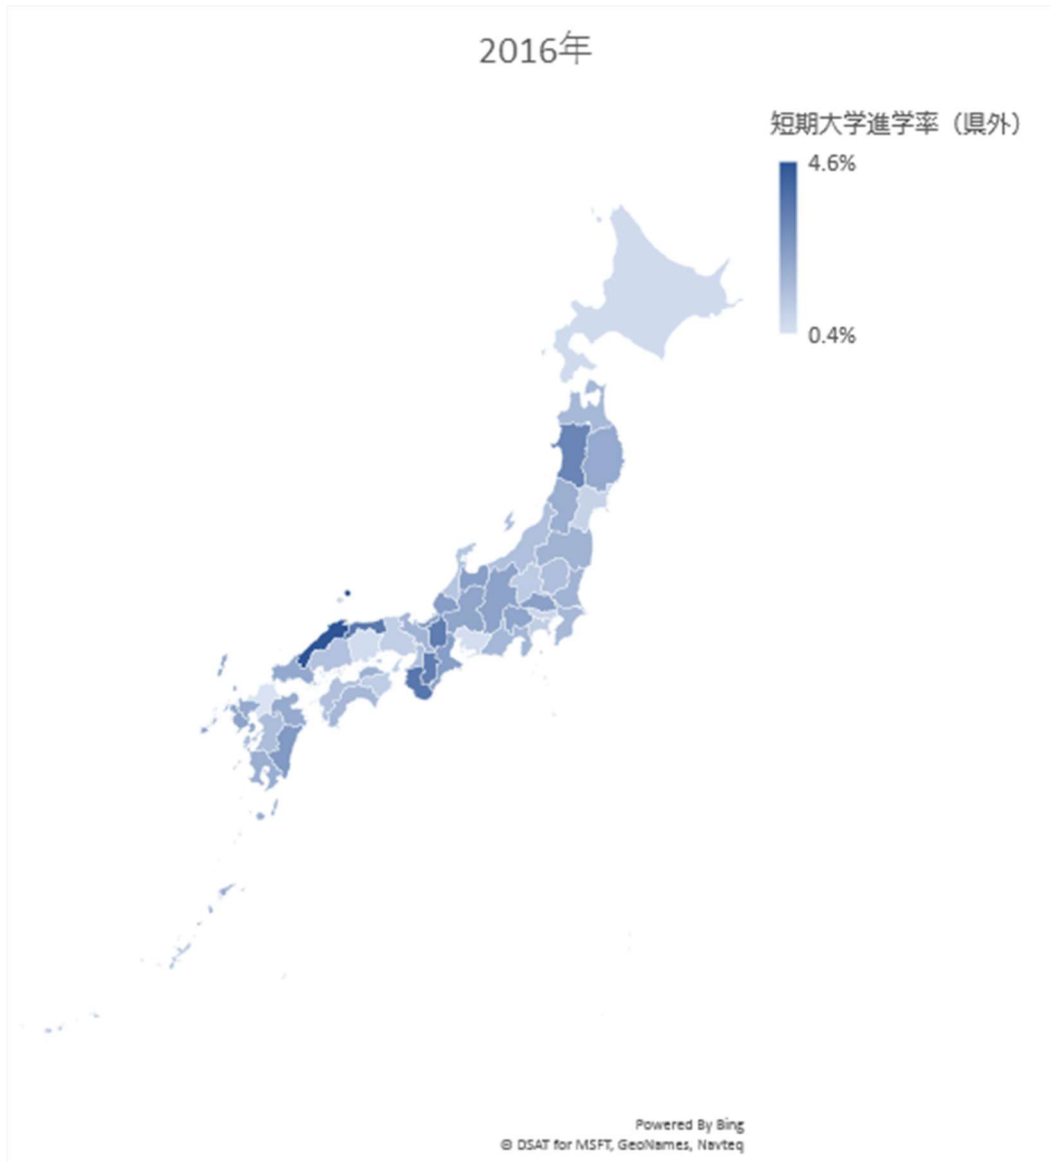 2016年
短期大学進学率（県外）
4.6%
0.4%
Powered By Bing
© DSAT for MSFT, GeoNames, Navteq